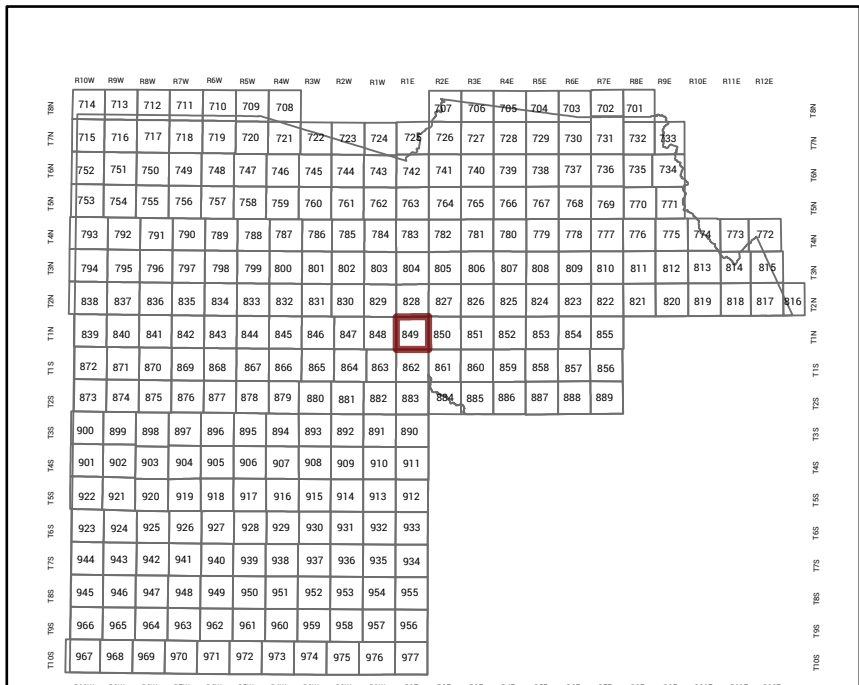 R10W R9W R8W R7W R6W R5W R4W R3W R2W R1W R1E R2E R3E R4E R5E R6E R7E R8E R9E R10E R11E R12E
T8N 714 713 712 711 710 709 708 707 706 705 704 703 702 701 T8N
T7N 715 716 717 718 719 720 721 722 723 724 725 726 727 728 729 730 731 732 733 T7N
T6N 752 751 750 749 748 747 746 745 744 743 742 741 740 739 738 737 736 735 734 T6N
T5N 753 754 755 756 757 758 759 760 761 762 763 764 765 766 767 768 769 770 771 T5N
T4N 793 792 791 790 789 788 787 786 785 784 783 782 781 780 779 778 777 776 775 774 773 772 T4N
T3N 794 795 796 797 798 799 800 801 802 803 804 805 806 807 808 809 810 811 812 813 814 815 T3N
T2N 838 837 836 835 834 833 832 831 830 829 828 827 826 825 824 823 822 821 820 819 818 817 816 T2N
T1N 839 840 841 842 843 844 845 846 847 848 849 850 851 852 853 854 855 T1N
T1S 872 871 870 869 868 867 866 865 864 863 862 861 860 859 858 857 856 T1S
T2S 873 874 875 876 877 878 879 880 881 882 883 884 885 886 887 888 889 T2S
T3S 900 899 898 897 896 895 894 893 892 891 890 T3S
T4S 901 902 903 904 905 906 907 908 909 910 911 T4S
T5S 922 921 920 919 918 917 916 915 914 913 912 T5S
T6S 923 924 925 926 927 928 929 930 931 932 933 T6S
T7S 944 943 942 941 940 939 938 937 936 935 934 T7S
T8S 945 946 947 948 949 950 951 952 953 954 955 T8S
T9S 966 965 964 963 962 961 960 959 958 957 956 T9S
T10S 967 968 969 970 971 972 973 974 975 976 977 T10S